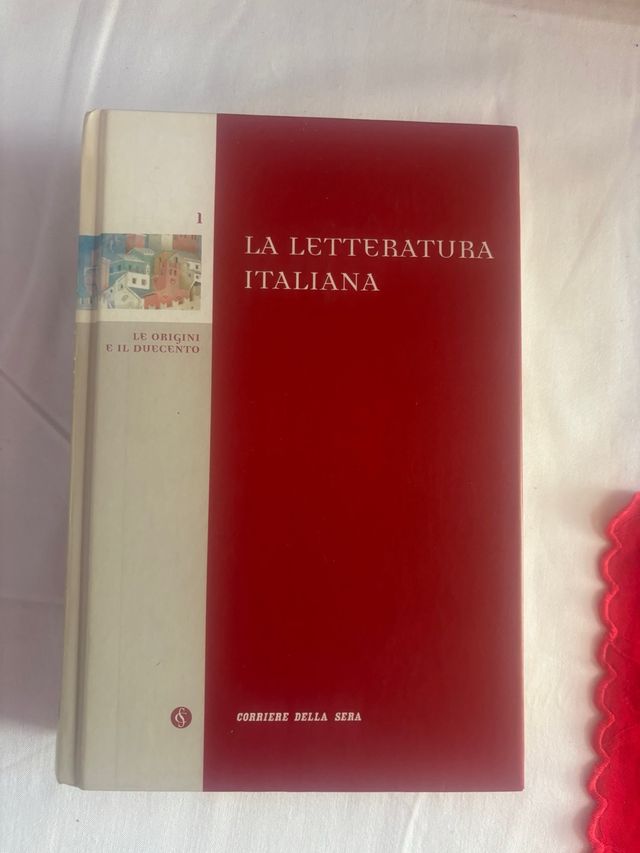 1
LA LETTERATURA
ITALIANA
LE ORIGINI
E IL DUECENTO
CORRIERE DELLA SERA